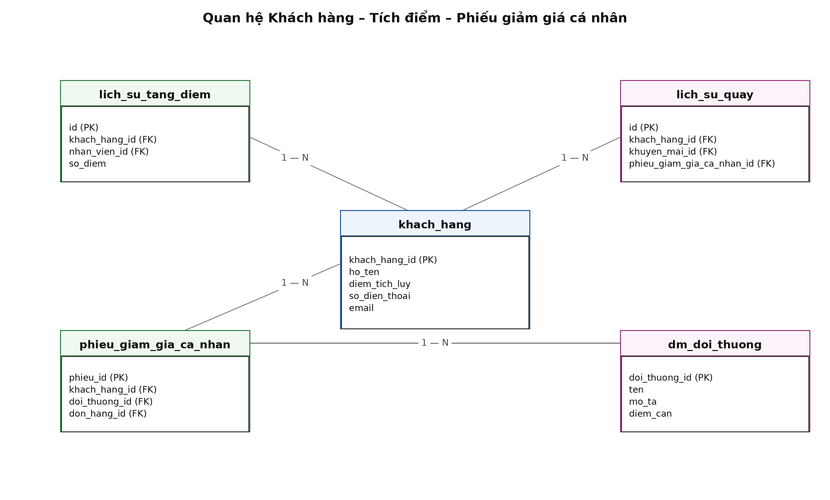 Quan hệ Khách hàng – Tích điểm – Phiếu giảm giá cá nhân
lich_su_tang_diem
id (PK)
khach_hang_id (FK)
nhan_vien_id (FK)
so_diem
lich_su_quay
id (PK)
khach_hang_id (FK)
khuyen_mai_id (FK)
phieu_giam_gia_ca_nhan_id (FK)
1 — N
1 — N
khach_hang
khach_hang_id (PK)
ho_ten
diem_tich_luy
so_dien_thoai
email
1 — N
phieu_giam_gia_ca_nhan
phieu_id (PK)
khach_hang_id (FK)
doi_thuong_id (FK)
don_hang_id (FK)
1 — N
dm_doi_thuong
doi_thuong_id (PK)
ten
mo_ta
diem_can